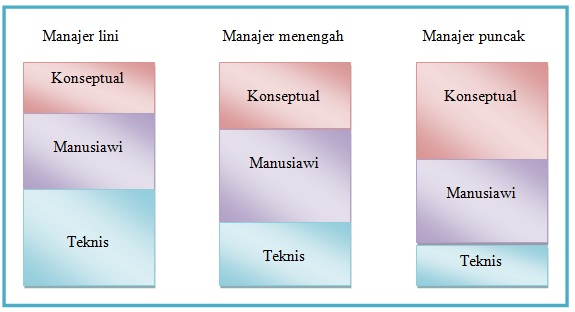 Manajer lini
Manajer menengah
Manajer puncak
Konseptual
Manusiawi
Teknis
Konseptual
Manusiawi
Teknis
Konseptual
Manusiawi
Teknis